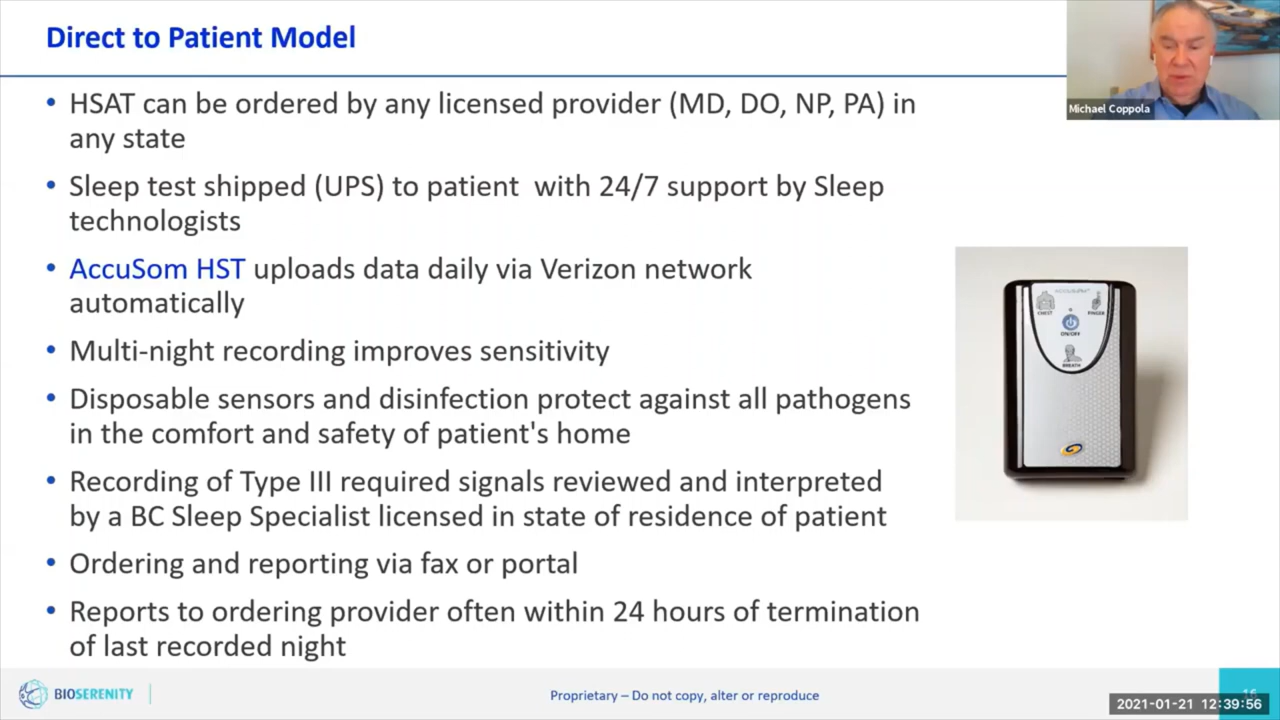 Direct to Patient Model
Michael Coppola
• HSAT can be ordered by any licensed provider (MD, DO, NP, PA) in
any state
• Sleep test shipped (UPS) to patient with 24/7 support by Sleep
technologists
• AccuSom HST uploads data daily via Verizon network
automatically
• Multi-night recording improves sensitivity
• Disposable sensors and disinfection protect against all pathogens
in the comfort and safety of patient's home
• Recording of Type III required signals reviewed and interpreted
by a BC Sleep Specialist licensed in state of residence of patient
• Ordering and reporting via fax or portal
• Reports to ordering provider often within 24 hours of termination
of last recorded night
CHEST
FINGER
ON/OFF
BREATH
BIOSERENITY
Proprietary – Do not copy, alter or reproduce
16
2021-01-21 12:39:56